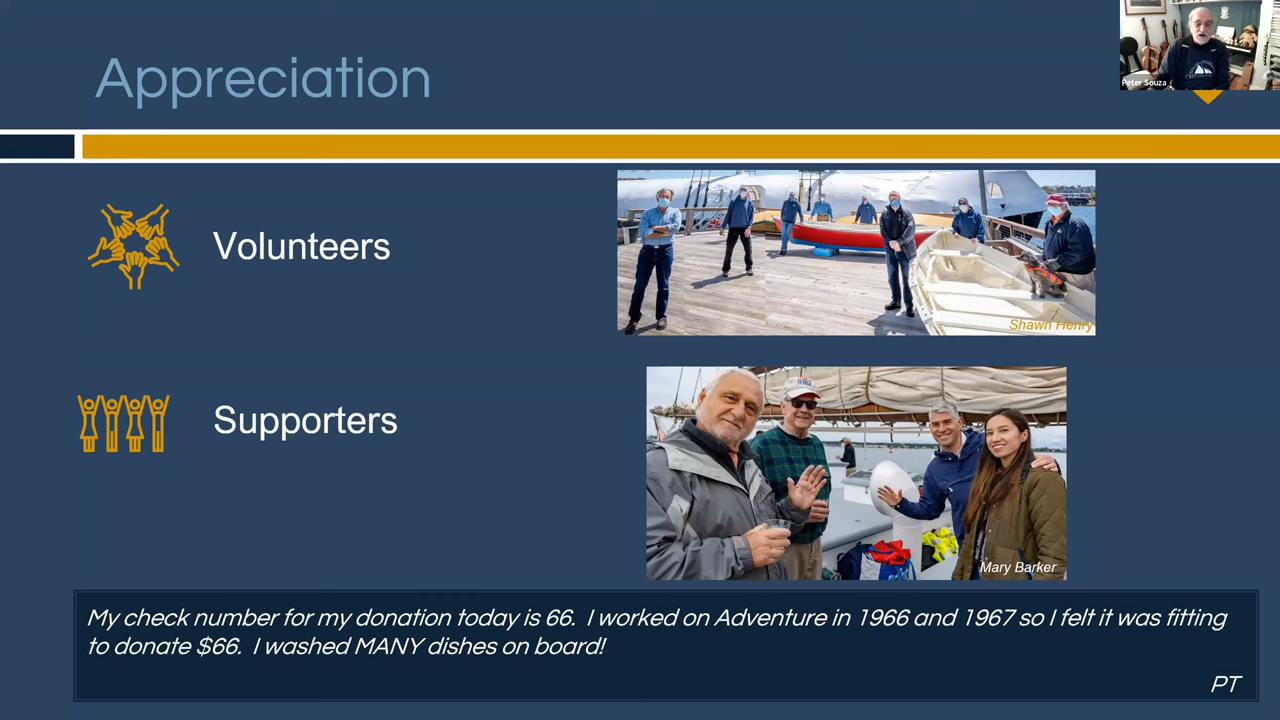 Appreciation
Peter Souza
Volunteers
Shawn Henry
Supporters
Mary Barker
My check number for my donation today is 66. I worked on Adventure in 1966 and 1967 so I felt it was fitting
to donate $66. I washed MANY dishes on board!
PT